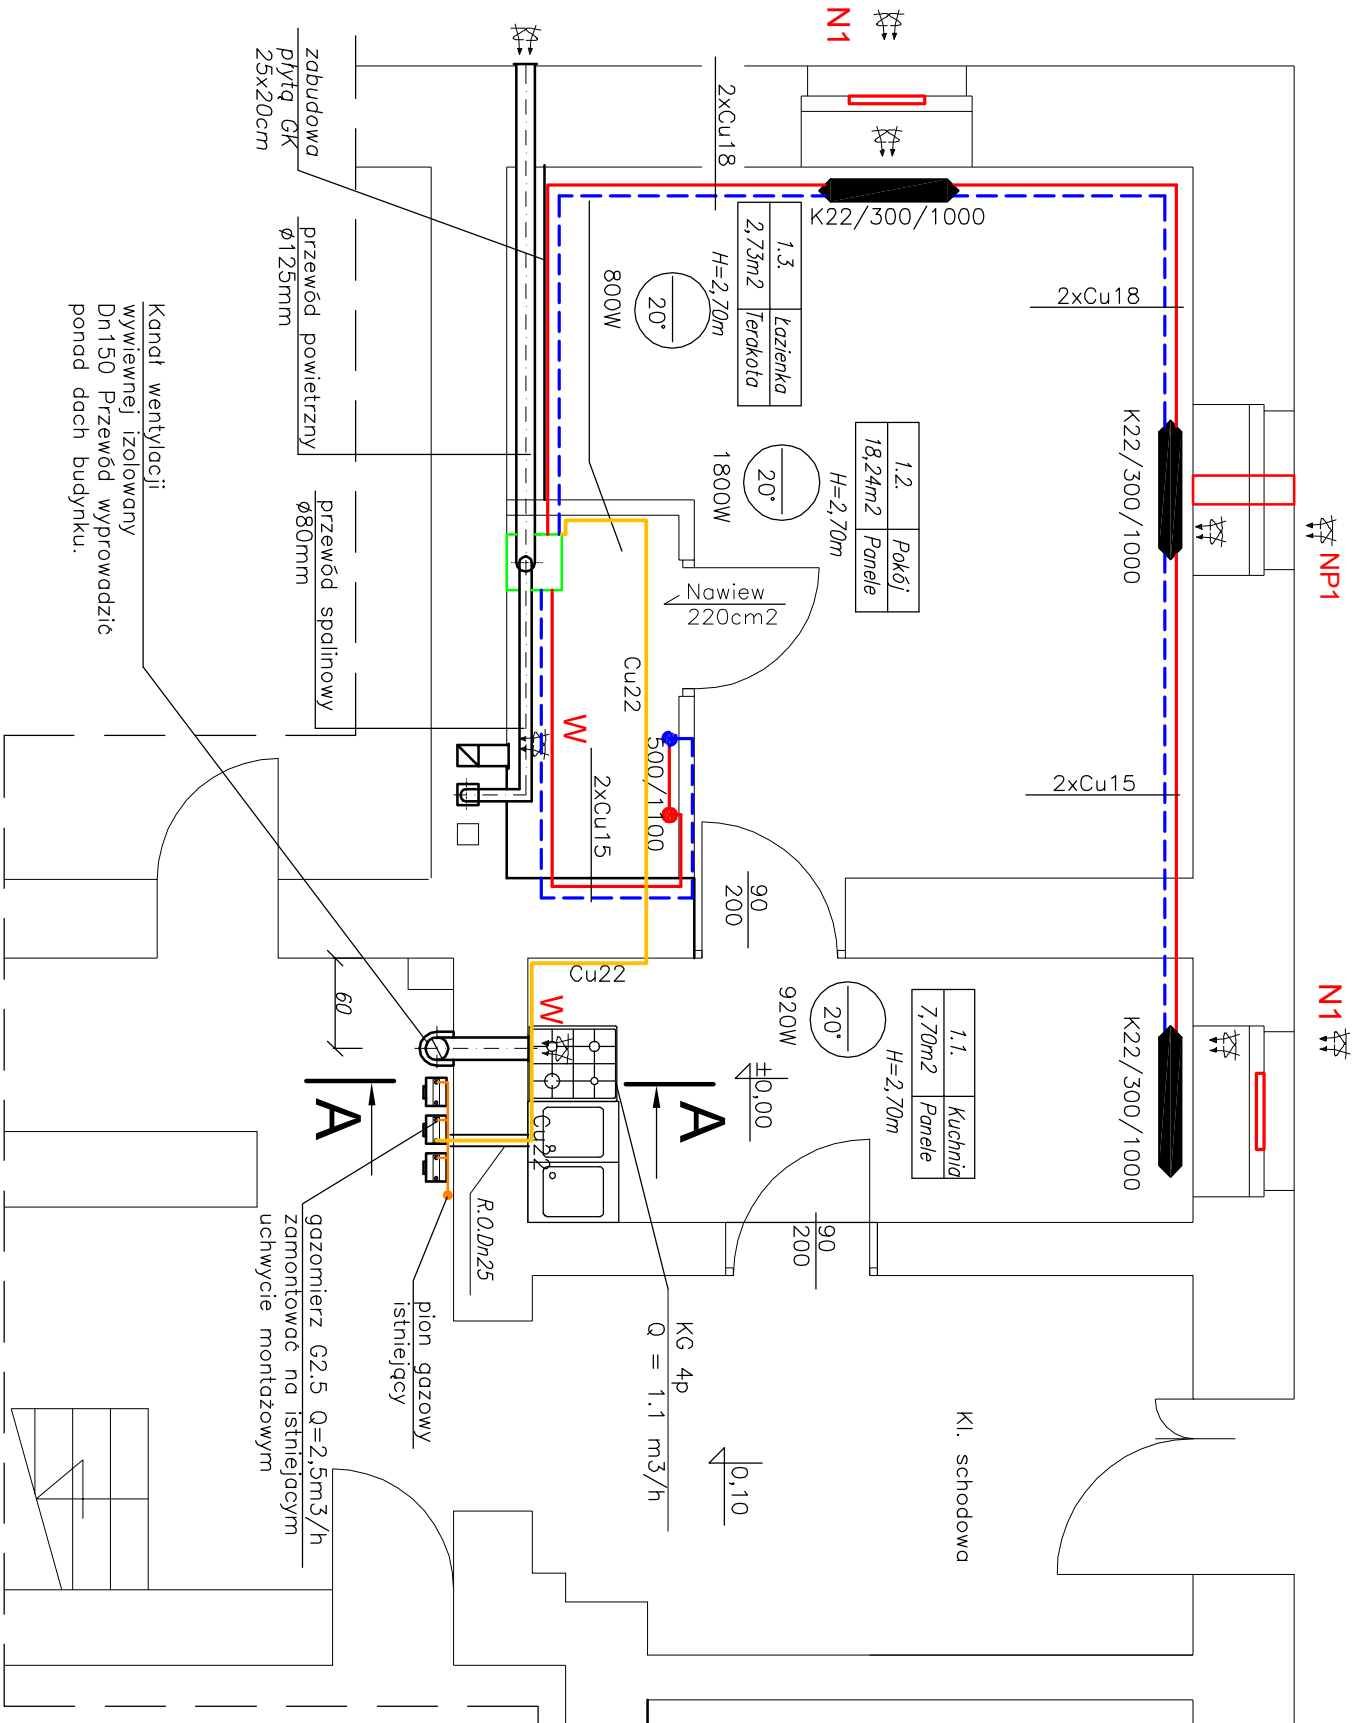 N1
NP1
N1
zabudowa
płytą GK
25x20cm
2xCu18
K22/300/1000
2xCu18
K22/300/1000
1.3.
Łazienka
2,73m2
Terakota
H=2,70m
20°
800W
przewód powietrzny
ø125mm
1.2.
Pokój
18,24m2
Panele
H=2,70m
20°
1800W
Kanał wentylacji
wywiewnej izolowany
Dn150 Przewód wyprowadzić
ponad dach budynku.
przewód spalinowy
ø80mm
Nawiew
220cm2
Cu22
W
500/1100
2xCu15
2xCu15
90
200
60
Cu22
W
1.1.
Kuchnia
7,70m2
Panele
H=2,70m
20°
920W
K22/300/1000
±0,00
A
A
Cu22
R.O.Dn25
90
200
gazomierz G2.5 Q=2,5m3/h
zamontować na istniejącym
uchwycie montażowym
pion gazowy
istniejący
KG 4p
Q = 1.1 m3/h
0,10
Kl. schodowa